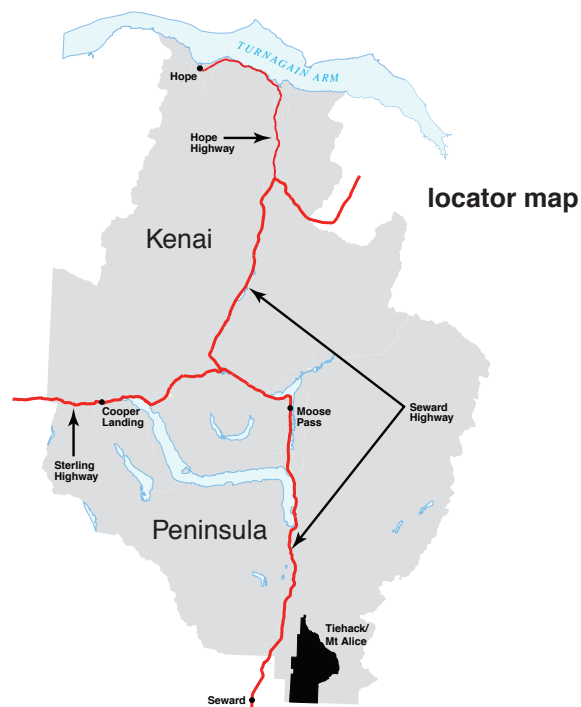 TURNAGAIN ARM
Hope
Hope
Highway
locator map
Kenai
Cooper
Landing
Moose
Pass
Seward
Highway
Sterling
Highway
Peninsula
Tiehack/
Mt Alice
Seward